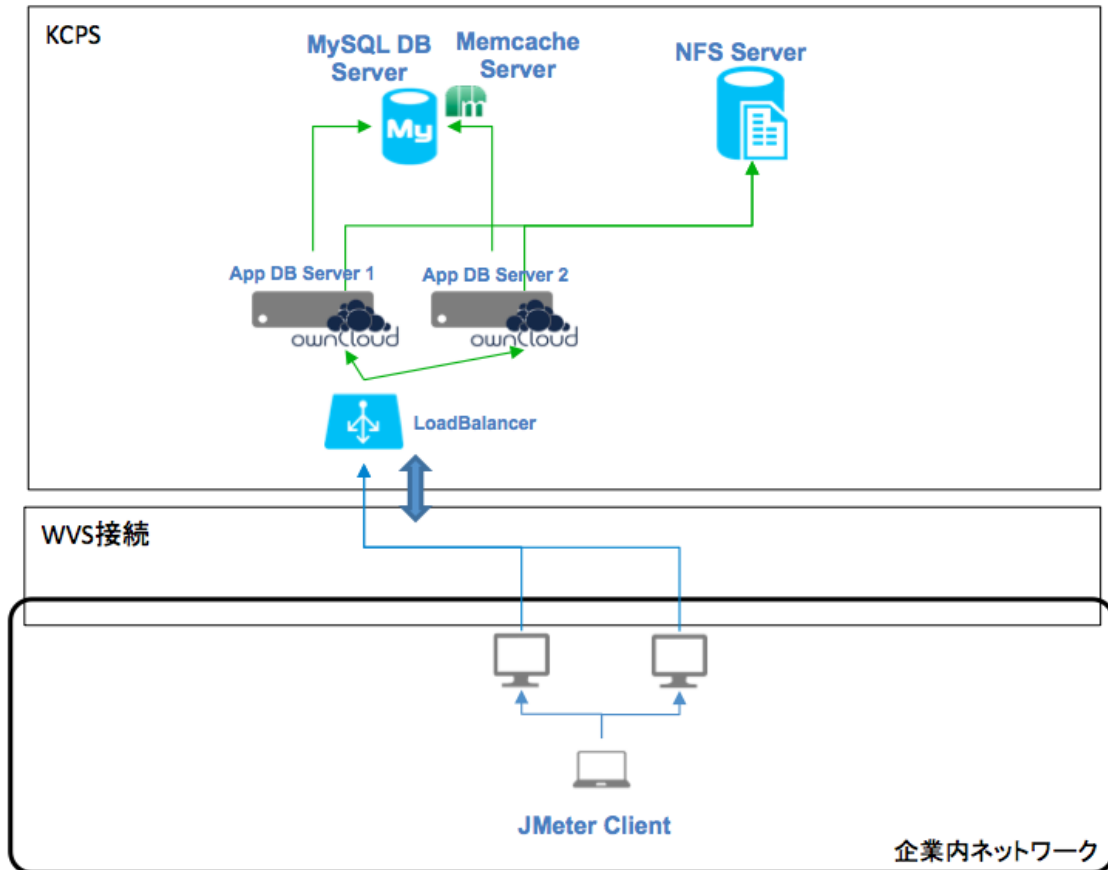 KCPS
MySQL DB
Server
Memcache
Server
NFS Server
m
My
App DB Server 1
App DB Server 2
ownCloud
ownCloud
LoadBalancer
WVS接続
JMeter Client
企業内ネットワーク